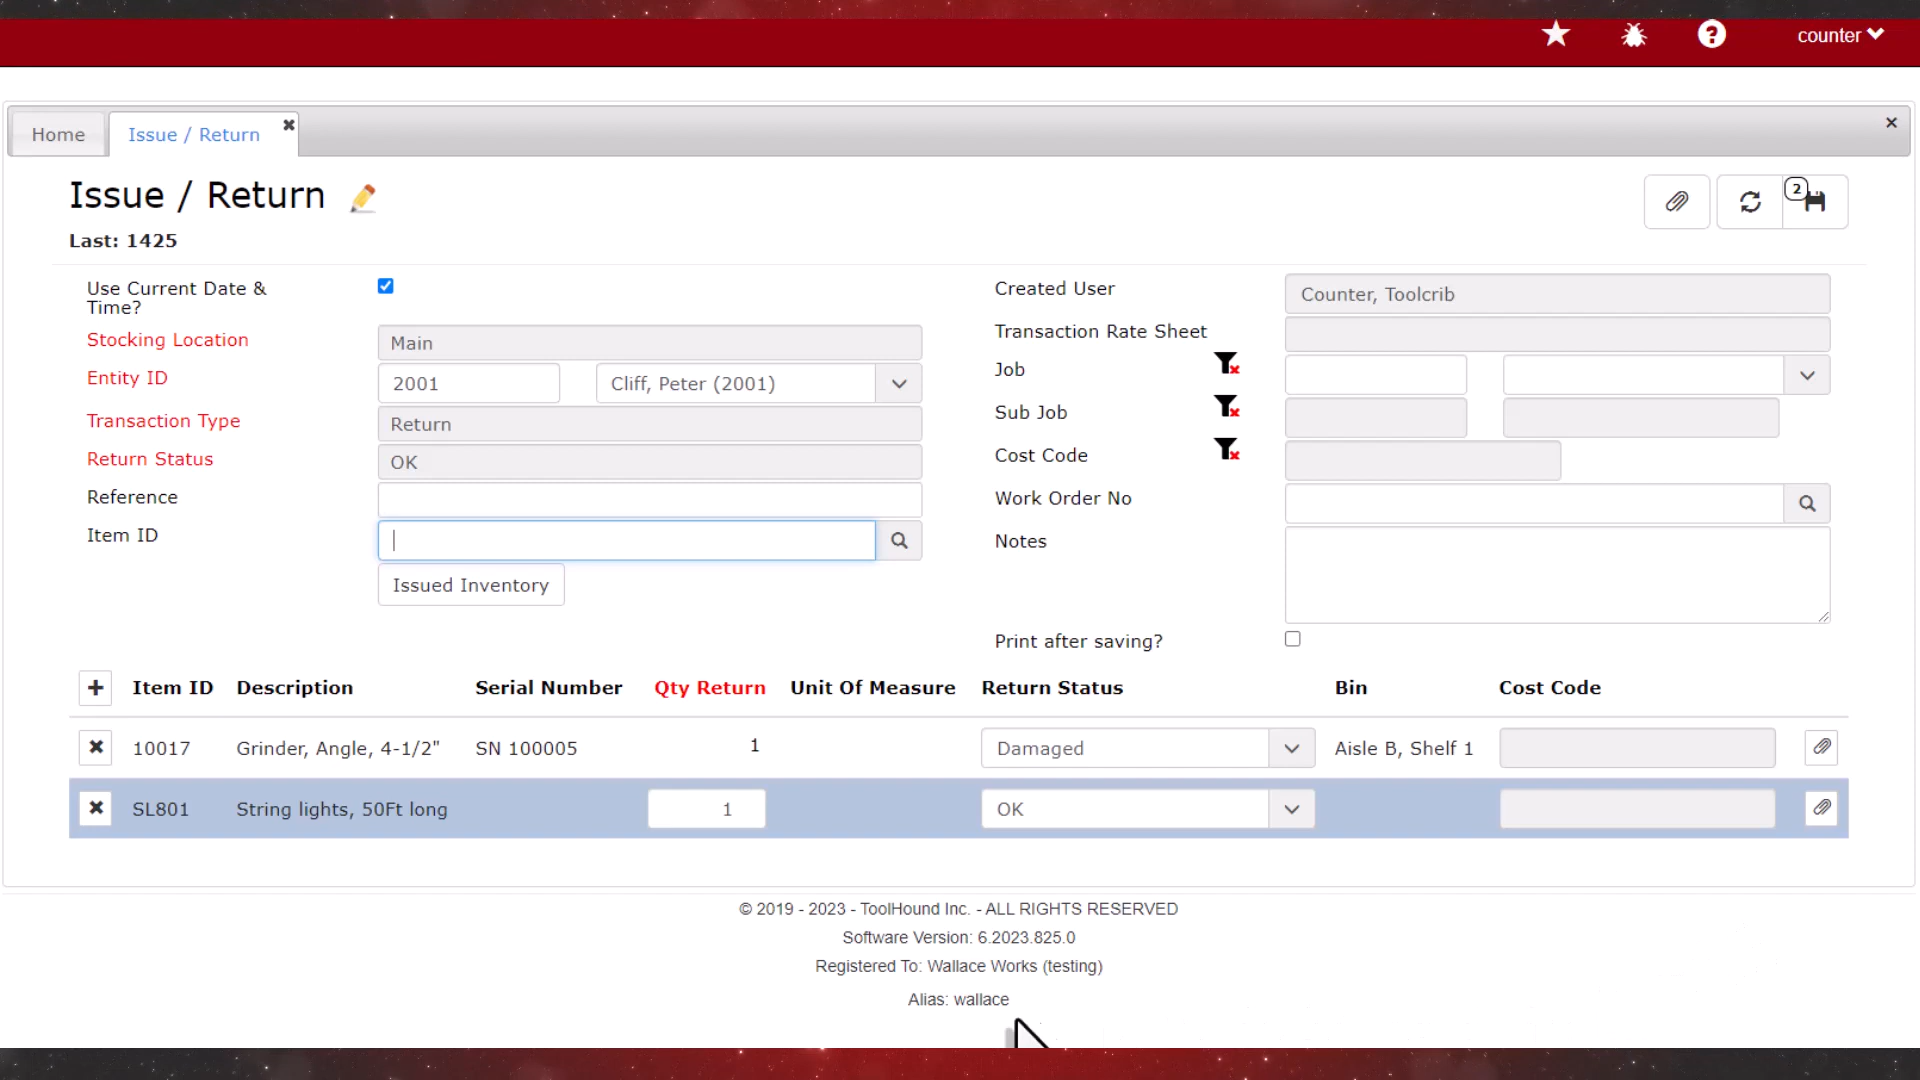 counter
Home
Issue / Return
Issue / Return
Last: 1425
2
Use Current Date & Time?
Stocking Location
Main
Entity ID
2001
Cliff, Peter (2001)
Transaction Type
Return
Return Status
OK
Reference
Item ID
Issued Inventory
Created User
Counter, Toolcrib
Transaction Rate Sheet
Job
Sub Job
Cost Code
Work Order No
Notes
Print after saving?
Item ID Description Serial Number Qty Return Unit Of Measure Return Status Bin Cost Code
10017 Grinder, Angle, 4-1/2" SN 100005 1 Damaged Aisle B, Shelf 1
SL801 String lights, 50Ft long 1 OK
© 2019 - 2023 - ToolHound Inc. - ALL RIGHTS RESERVED
Software Version: 6.2023.825.0
Registered To: Wallace Works (testing)
Alias: wallace